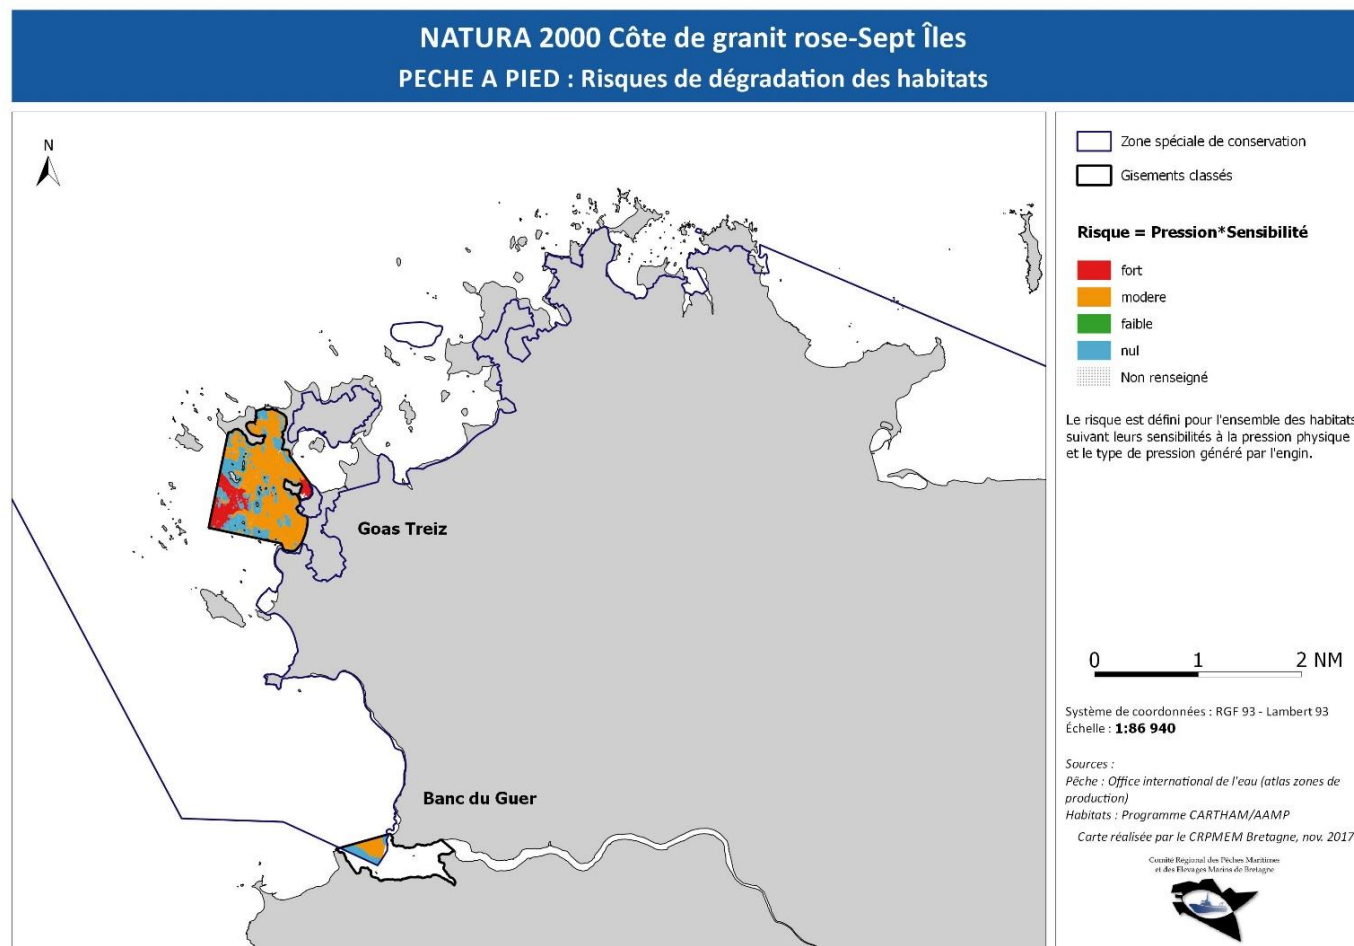 NATURA 2000 Côte de granit rose-Sept Îles
PECHE A PIED : Risques de dégradation des habitats
N
Goas Treiz
Banc du Guer
Zone spéciale de conservation
Gisements classés
Risque = Pression*Sensibilité
fort
modere
faible
nul
Non renseigné
Le risque est défini pour l'ensemble des habitats
suivant leurs sensibilités à la pression physique
et le type de pression généré par l'engin.
0 1 2 NM
Système de coordonnées : RGF 93 - Lambert 93
Échelle : 1:86 940
Sources :
Pêche : Office international de l'eau (atlas zones de
production)
Habitats : Programme CARTHAM/AAMP
Carte réalisée par le CRPMEM Bretagne, nov. 2017
Comité Régional des Pêches Maritimes
et des Elevages Marins de Bretagne